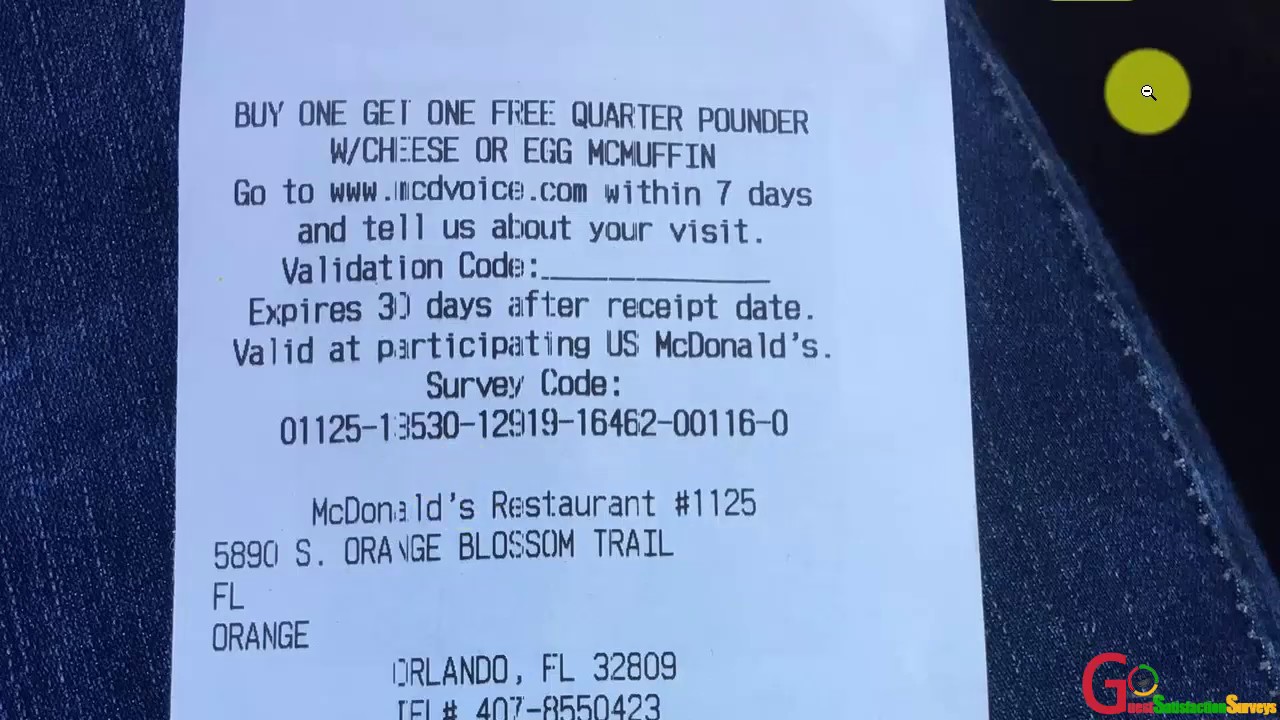 BUY ONE GET ONE FREE QUARTER POUNDER
W/CHEESE OR EGG MCMUFFIN
Go to www.mcdvoice.com within 7 days
and tell us about your visit.
Validation Code:______________
Expires 30 days after receipt date.
Valid at participating US McDonald's.
Survey Code:
01125-13530-12919-16462-00116-0
McDonald's Restaurant #1125
5890 S. ORANGE BLOSSOM TRAIL
FL
ORANGE
ORLANDO, FL 32809
TEL# 407-8550423
GuestSatisfactionSurveys